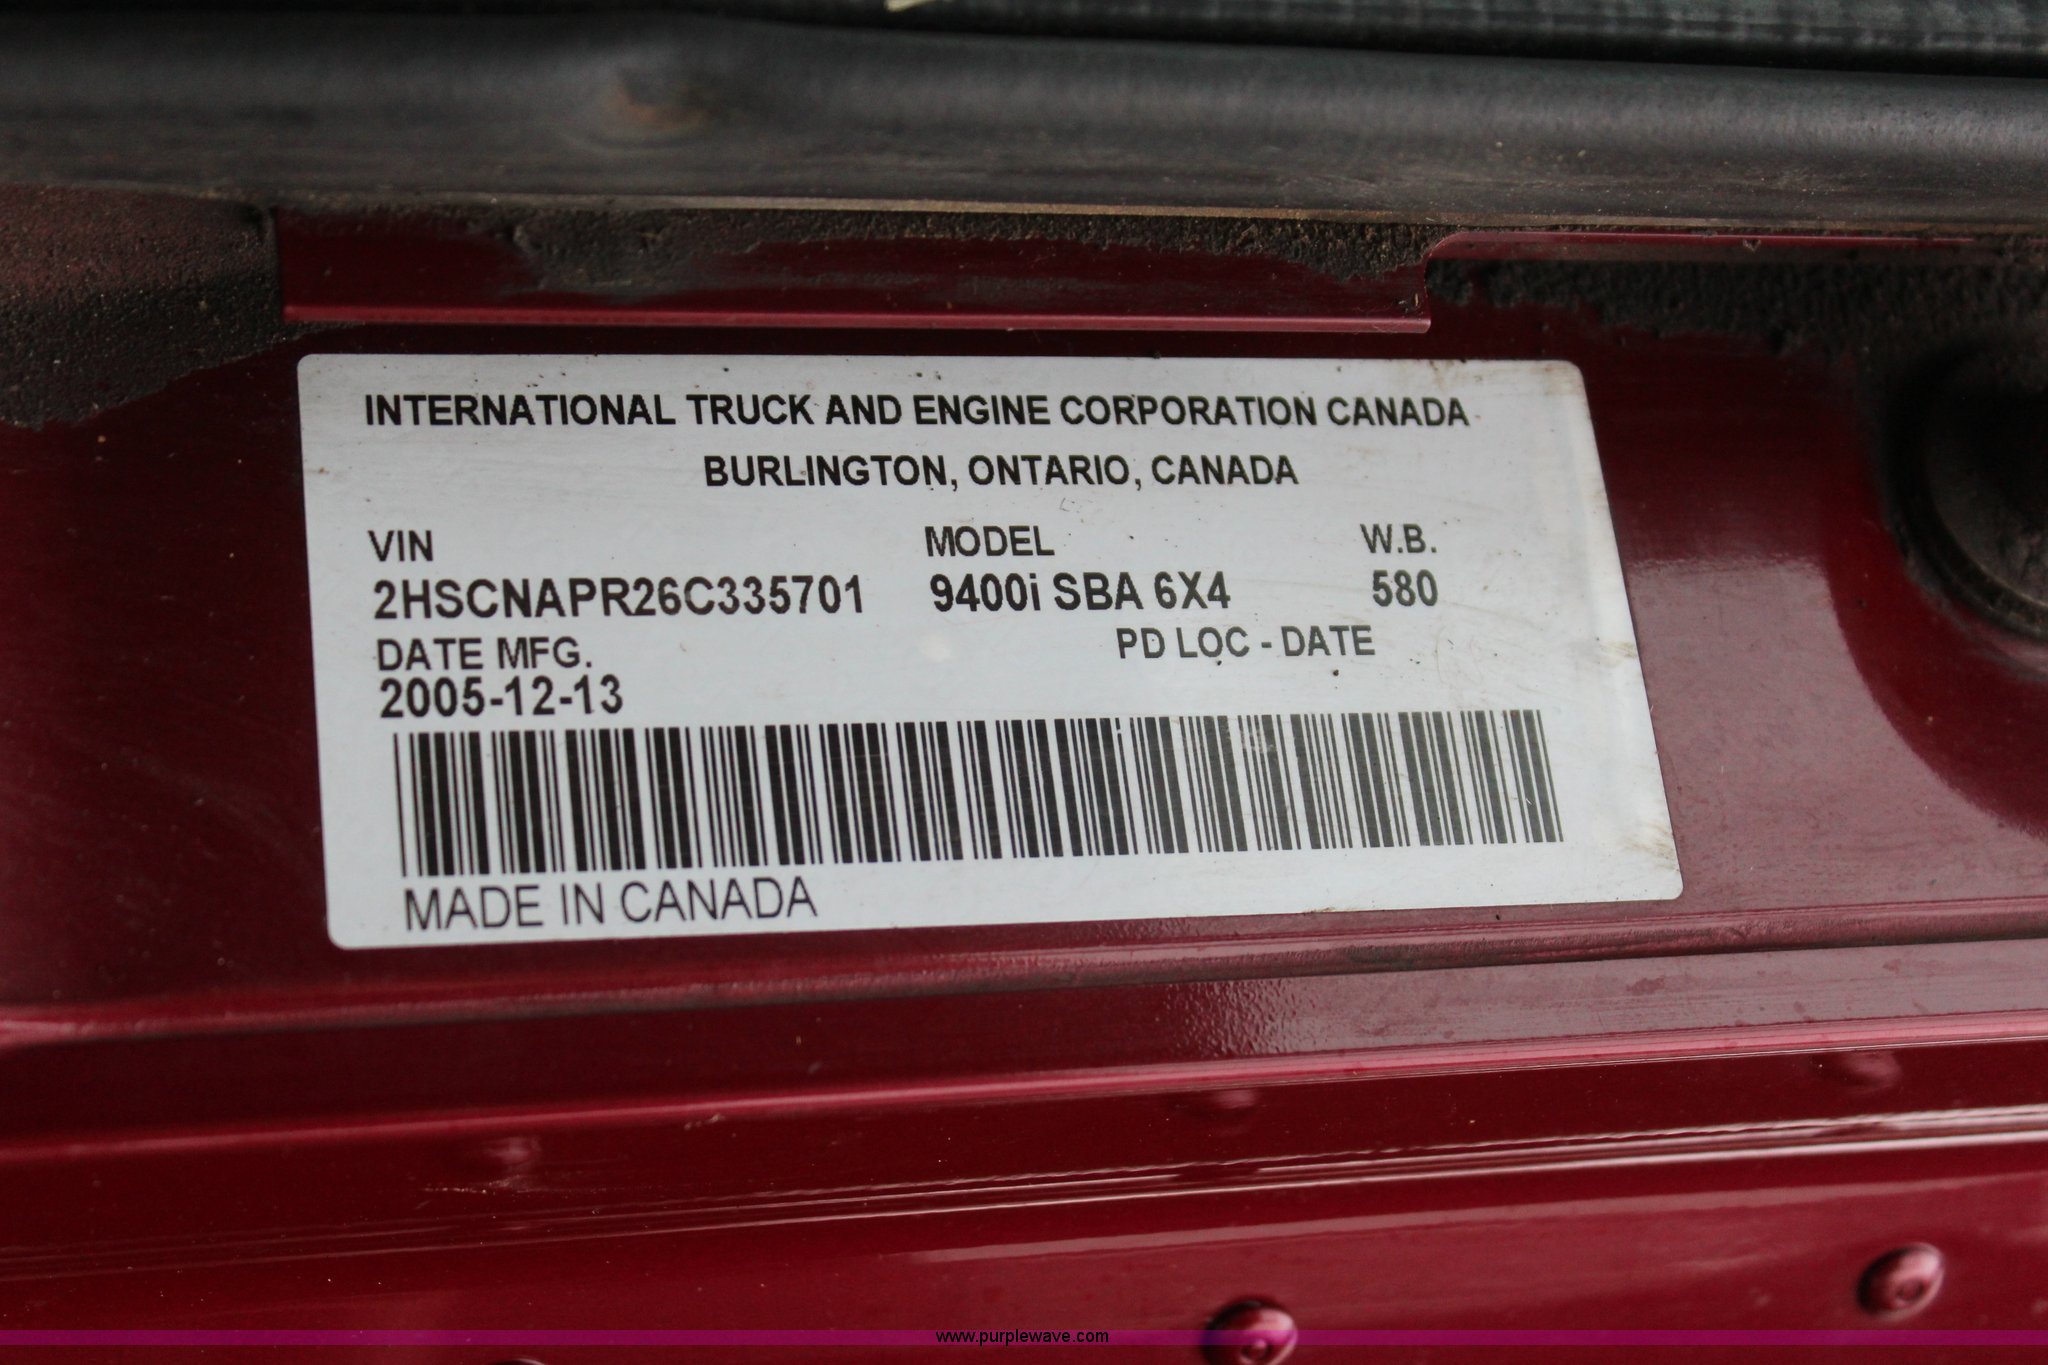 INTERNATIONAL TRUCK AND ENGINE CORPORATION CANADA
BURLINGTON, ONTARIO, CANADA
VIN MODEL W.B.
2HSCNAPR26C335701 9400i SBA 6X4 580
DATE MFG. PD LOC - DATE
2005-12-13
MADE IN CANADA
www.purplewave.com